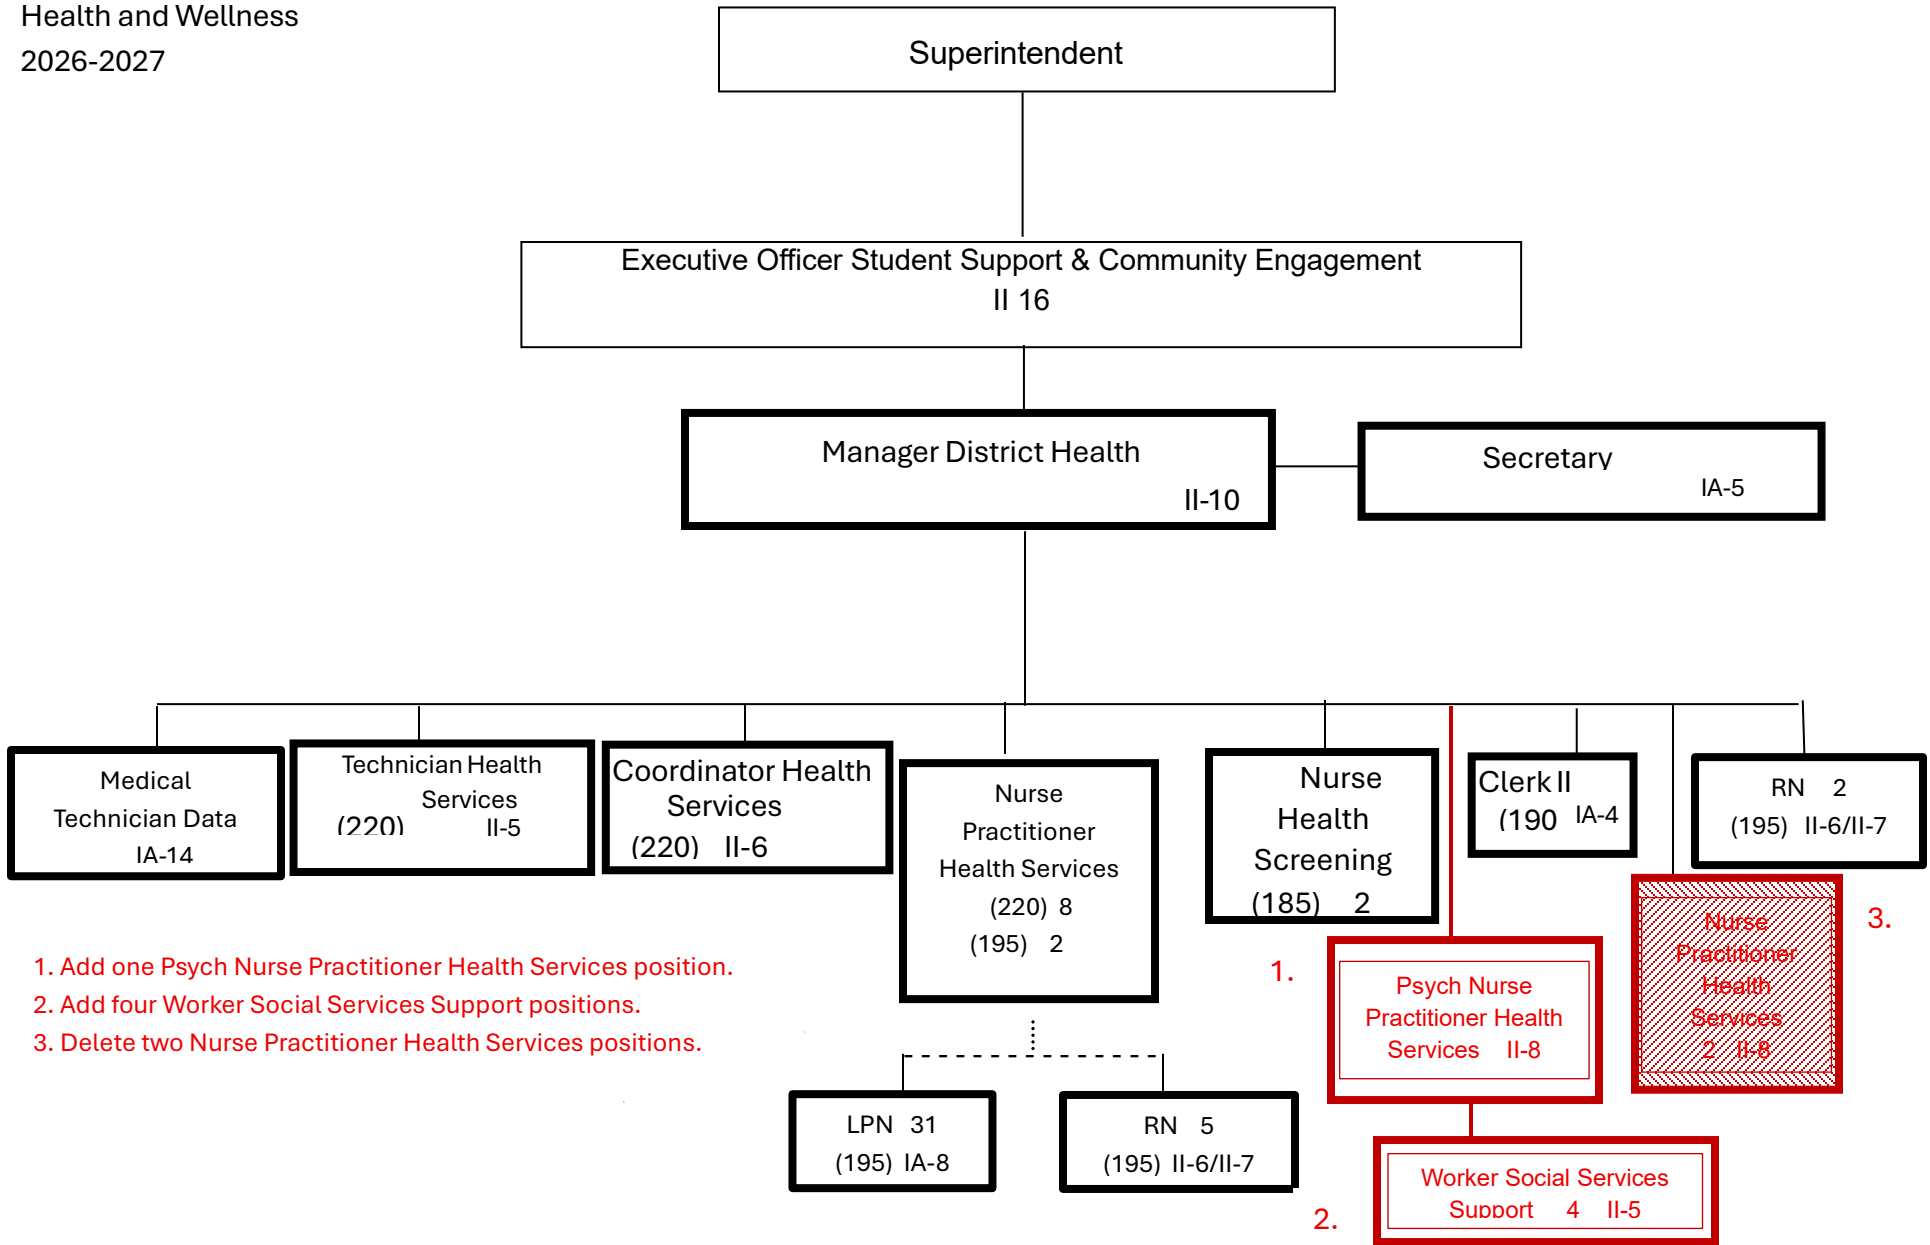 Health and Wellness
2026-2027
Superintendent
Executive Officer Student Support & Community Engagement
II 16
Manager District Health
II-10
Secretary
IA-5
Medical
Technician Data
IA-14
Technician Health
Services
(220) II-5
Coordinator Health
Services
(220) II-6
Nurse
Practitioner
Health Services
(220) 8
(195) 2
Nurse
Health
Screening
(185) 2
Clerk II
(190 IA-4
RN 2
(195) II-6/II-7
1. Add one Psych Nurse Practitioner Health Services position.
2. Add four Worker Social Services Support positions.
3. Delete two Nurse Practitioner Health Services positions.
1.
Psych Nurse
Practitioner Health
Services II-8
3.
Nurse
Practitioner
Health
Services
2 II-8
LPN 31
(195) IA-8
RN 5
(195) II-6/II-7
2.
Worker Social Services
Support 4 II-5